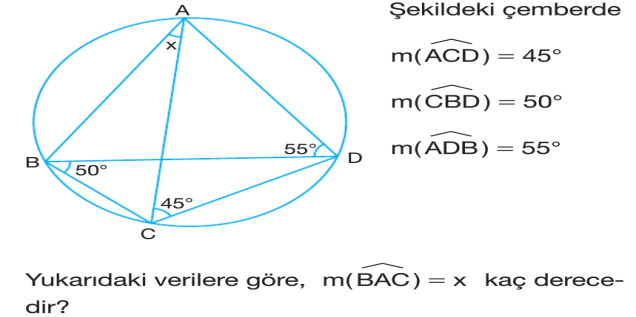 A
x
B
50°
55°
D
45°
C
Şekildeki çemberde
m(ACD) = 45°
m(CBD) = 50°
m(ADB) = 55°
Yukarıdaki verilere göre, m(BAC) = x kaç derece-
dir?